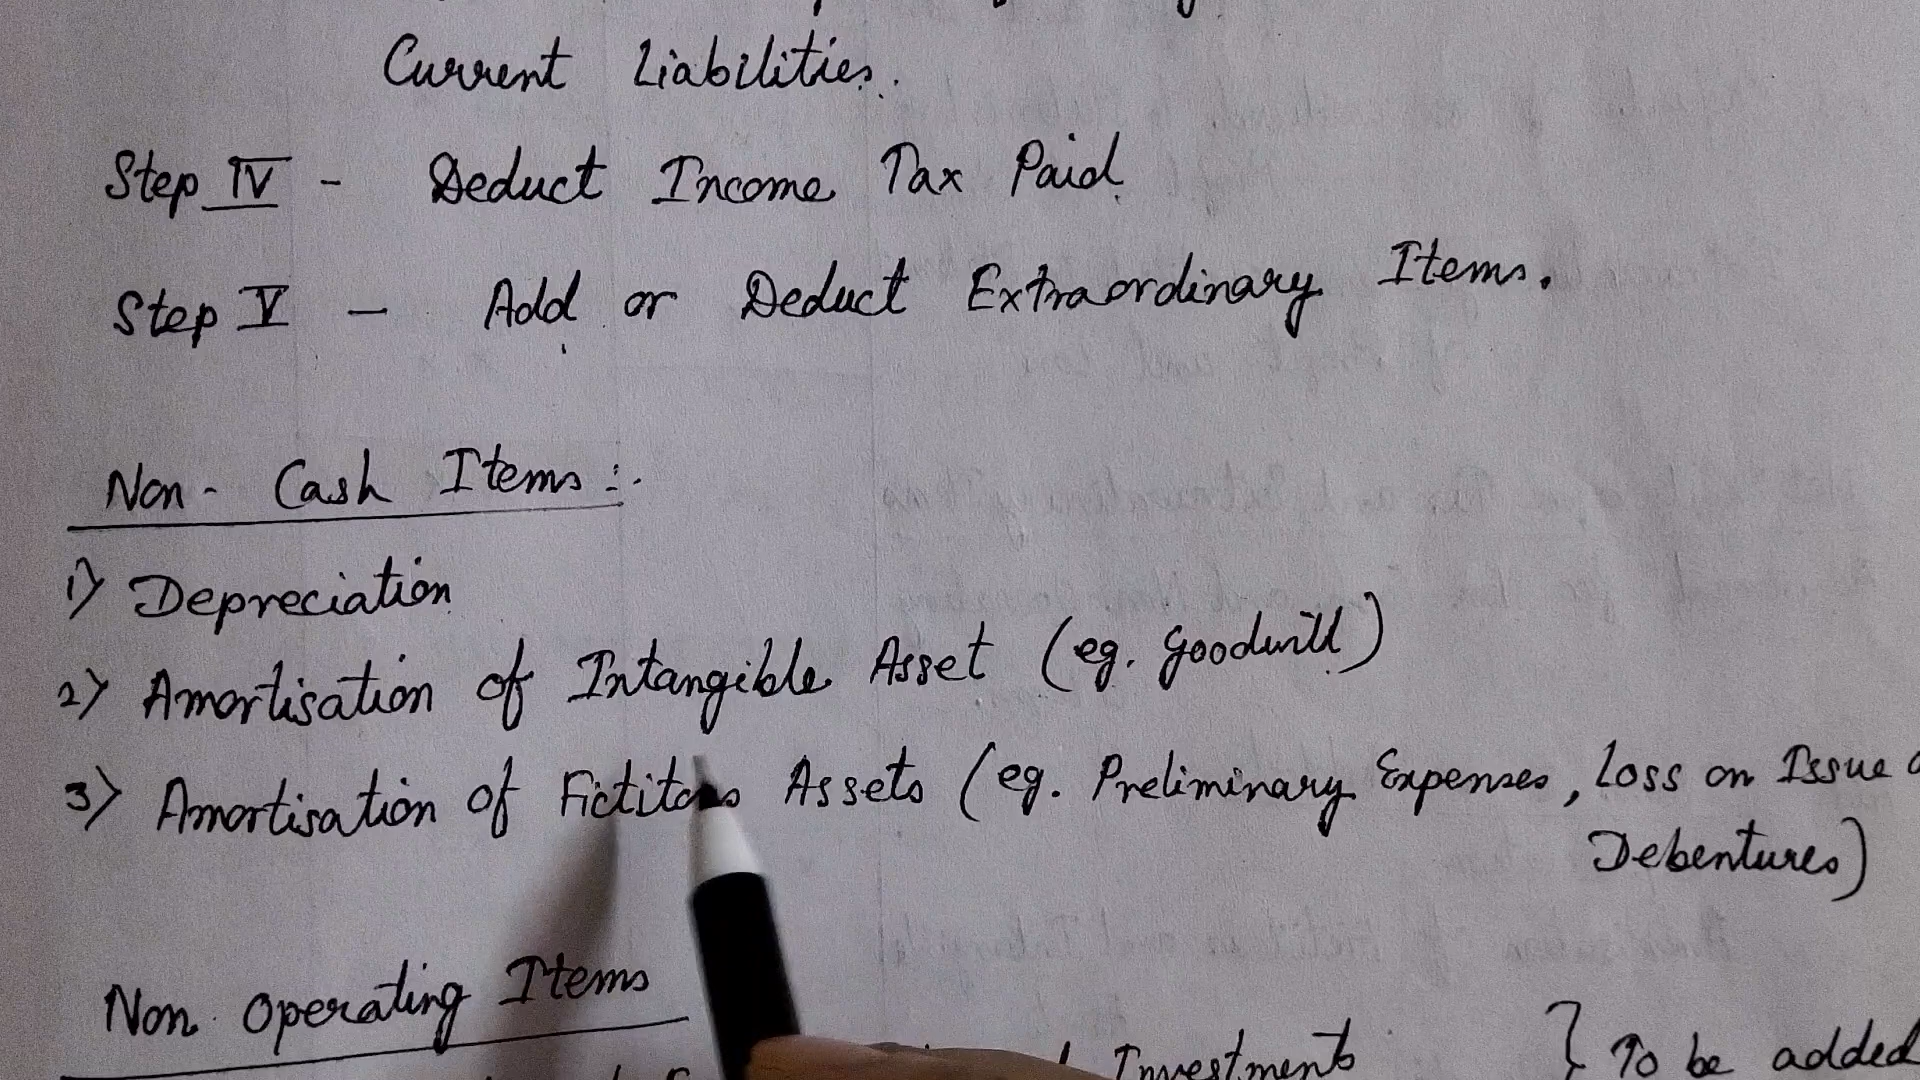 Current Liabilities.
Step IV - Deduct Income Tax Paid
Step V - Add or Deduct Extraordinary Items.
Non- Cash Items :-
1) Depreciation
2) Amortisation of Intangible Asset (eg. Goodwill)
3) Amortisation of Assets (eg. Preliminary Expenses, Loss on Issue
Debentures)
Non Operating Items
Investments } To be added